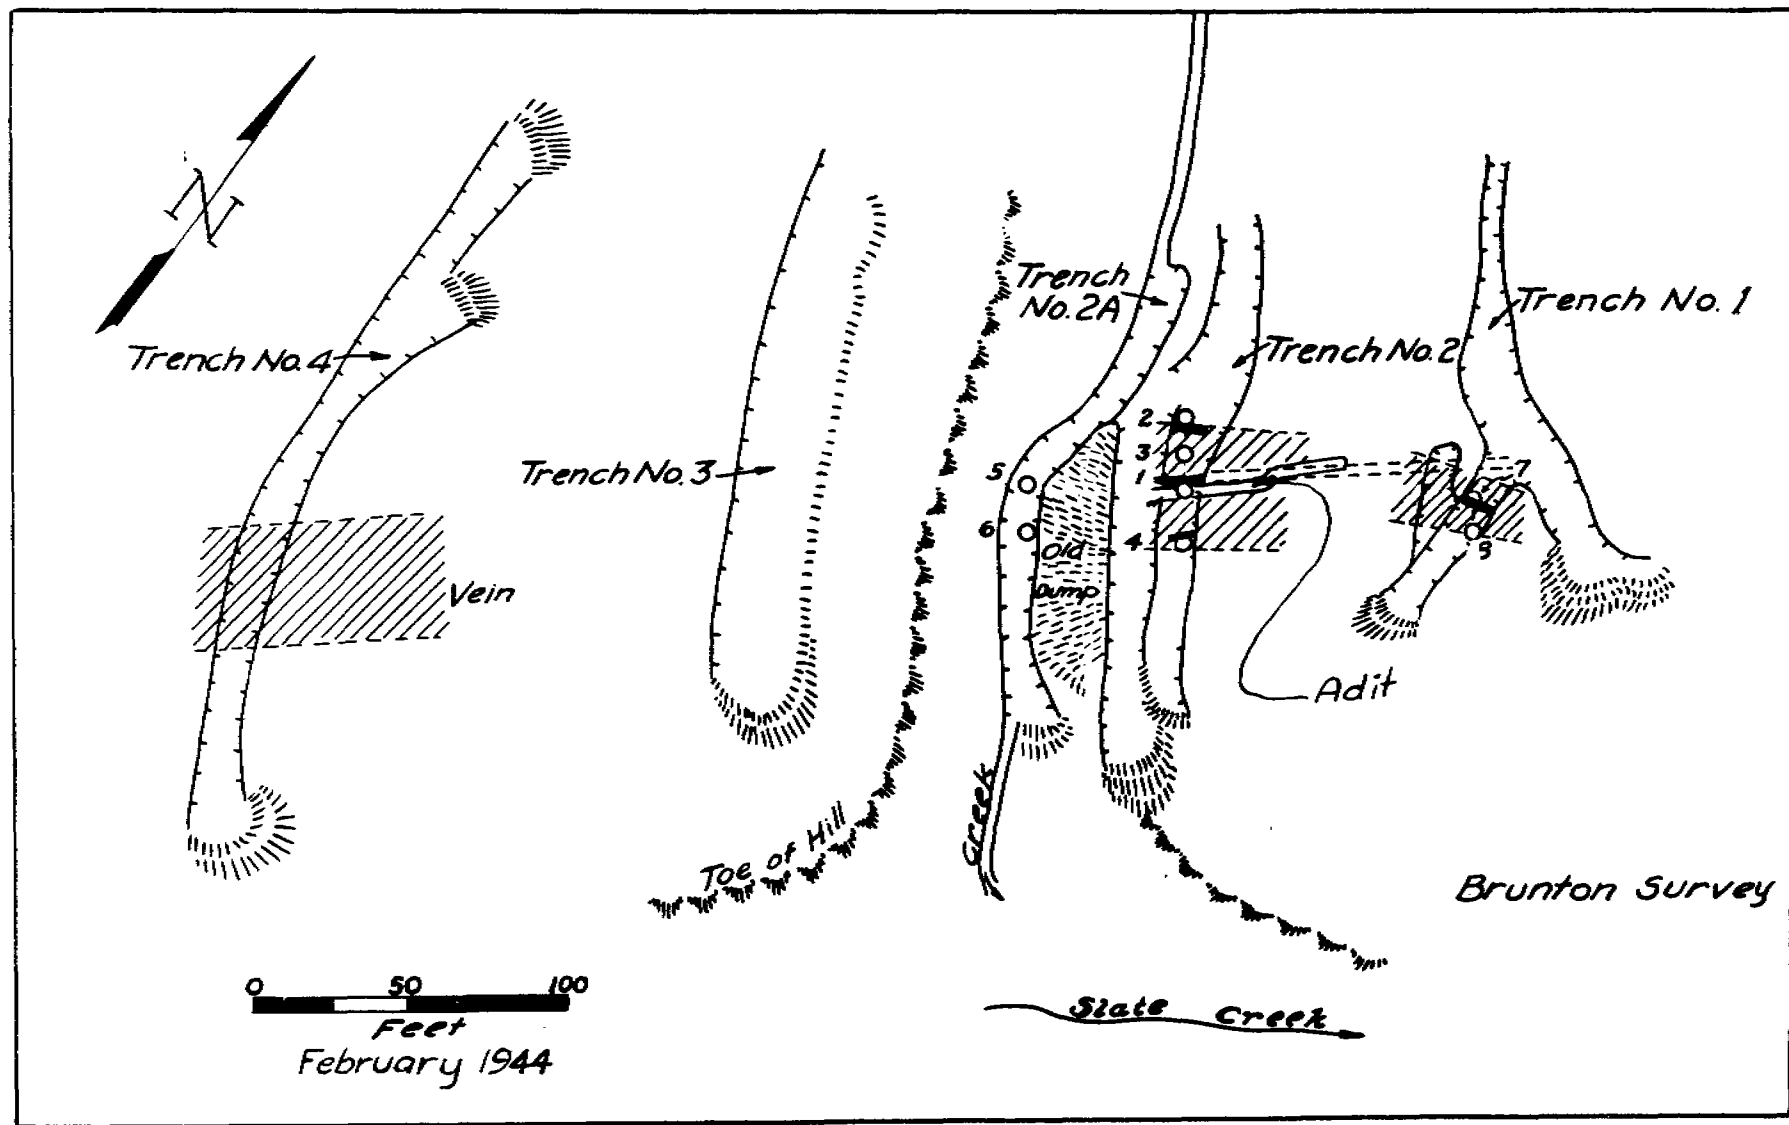 N
Trench
No. 2A
Trench No. 1
Trench No. 4
Trench No. 2
Trench No. 3
2
3
1
5
7
6
4
8
Old
Dump
Vein
Adit
Creek
Toe of Hill
Brunton Survey
0 50 100
Feet
February 1944
Slate Creek